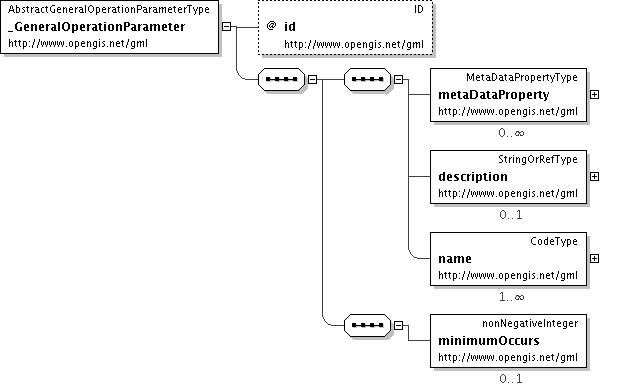 AbstractGeneralOperationParameterType
_GeneralOperationParameter
http://www.opengis.net/gml
ID
@ id
http://www.opengis.net/gml
MetaDataPropertyType
metaDataProperty
http://www.opengis.net/gml
0..∞
StringOrRefType
description
http://www.opengis.net/gml
0..1
CodeType
name
http://www.opengis.net/gml
1..∞
nonNegativeInteger
minimumOccurs
http://www.opengis.net/gml
0..1